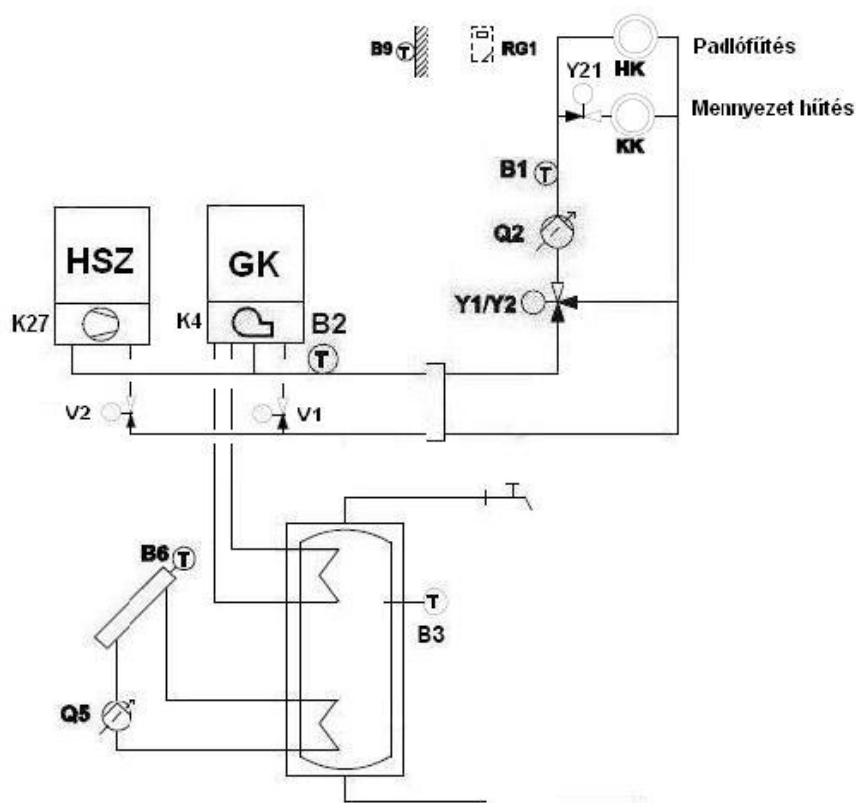 B9
T
RG1
Y21
HK
Padlófűtés
Mennyezet hűtés
KK
B1
T
Q2
Y1/Y2
HSZ
GK
K27
K4
B2
T
V2
V1
B6
T
T
B3
Q5